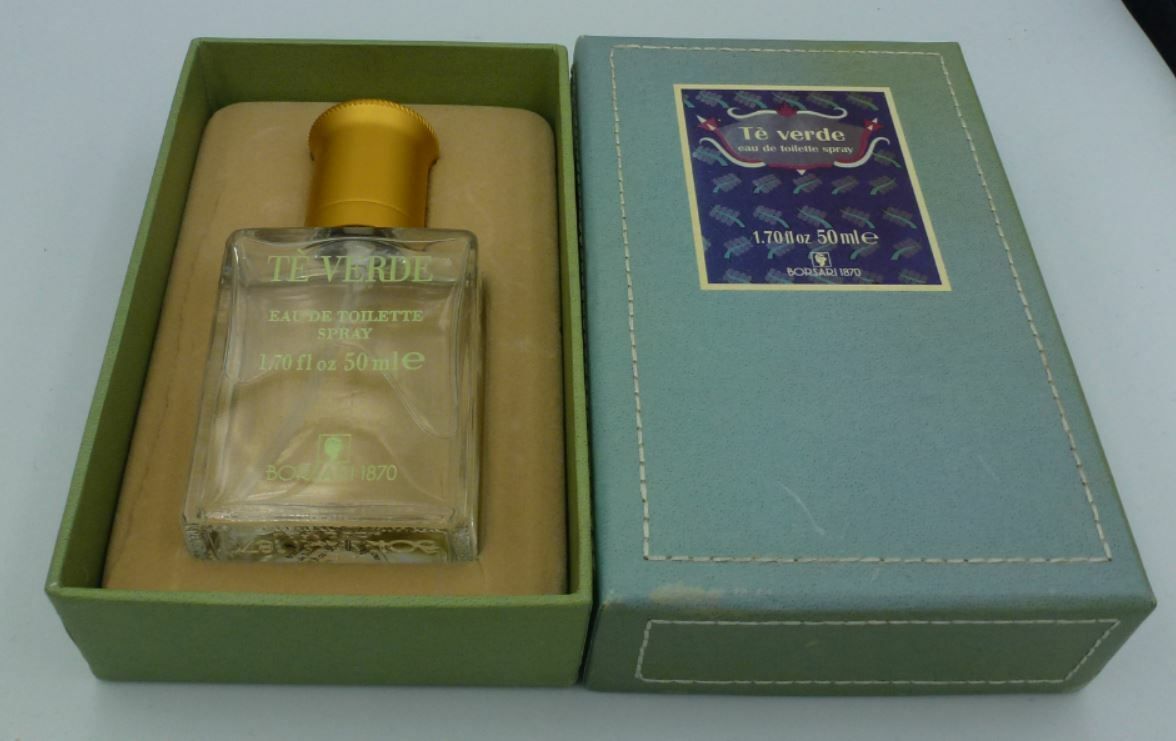 TÈ VERDE
EAU DE TOILETTE
SPRAY
1.70 fl oz 50 ml e
BORSARI 1870
Tè verde
eau de toilette spray
1.70 fl oz 50 ml e
BORSARI 1870